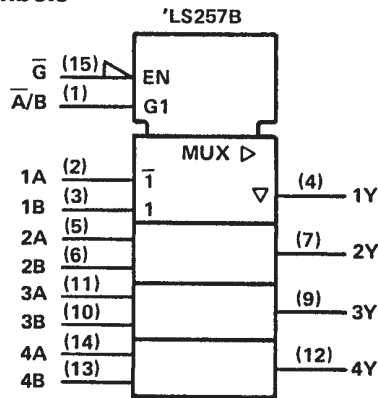 'LS257B
G̅ (15) EN
A̅/B (1) G1
MUX ▷
1A (2) 1̅
1B (3) 1
▽ (4) 1Y
2A (5)
2B (6)
(7) 2Y
3A (11)
3B (10)
(9) 3Y
4A (14)
4B (13)
(12) 4Y